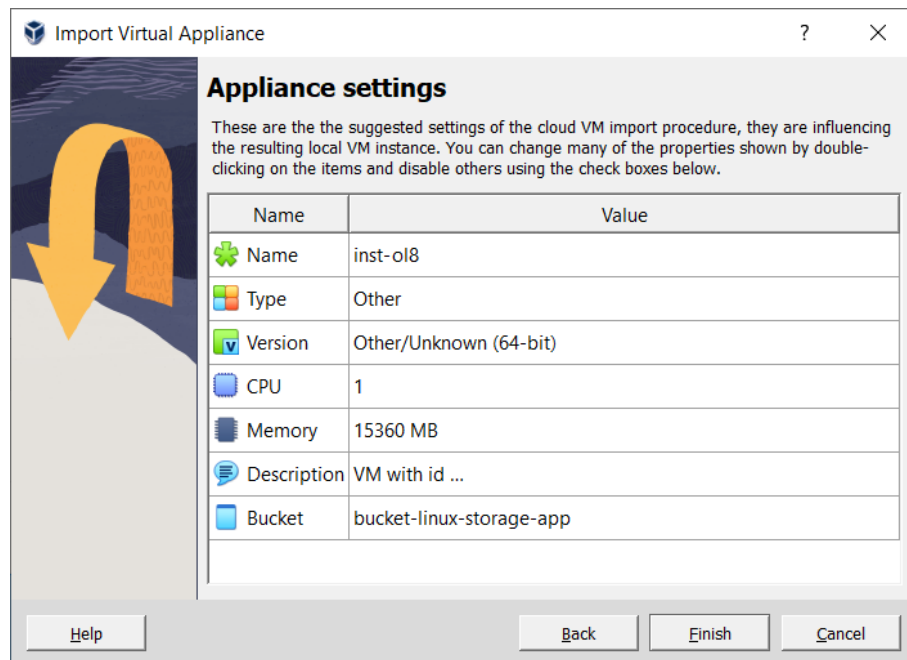 Import Virtual Appliance
?
Appliance settings
These are the the suggested settings of the cloud VM import procedure, they are influencing
the resulting local VM instance. You can change many of the properties shown by double-
clicking on the items and disable others using the check boxes below.
Name Value
Name inst-ol8
Type Other
Version Other/Unknown (64-bit)
CPU 1
Memory 15360 MB
Description VM with id ...
Bucket bucket-linux-storage-app
Help Back Finish Cancel